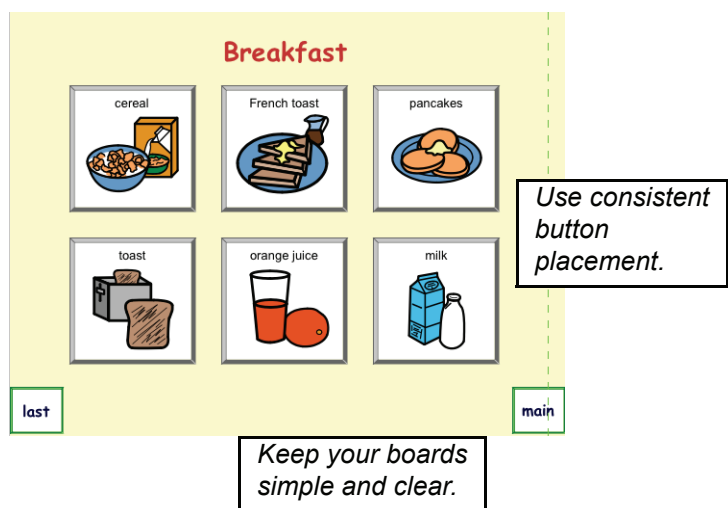 Breakfast
cereal
French toast
pancakes
toast
orange juice
milk
Use consistent
button
placement.
last
main
Keep your boards
simple and clear.